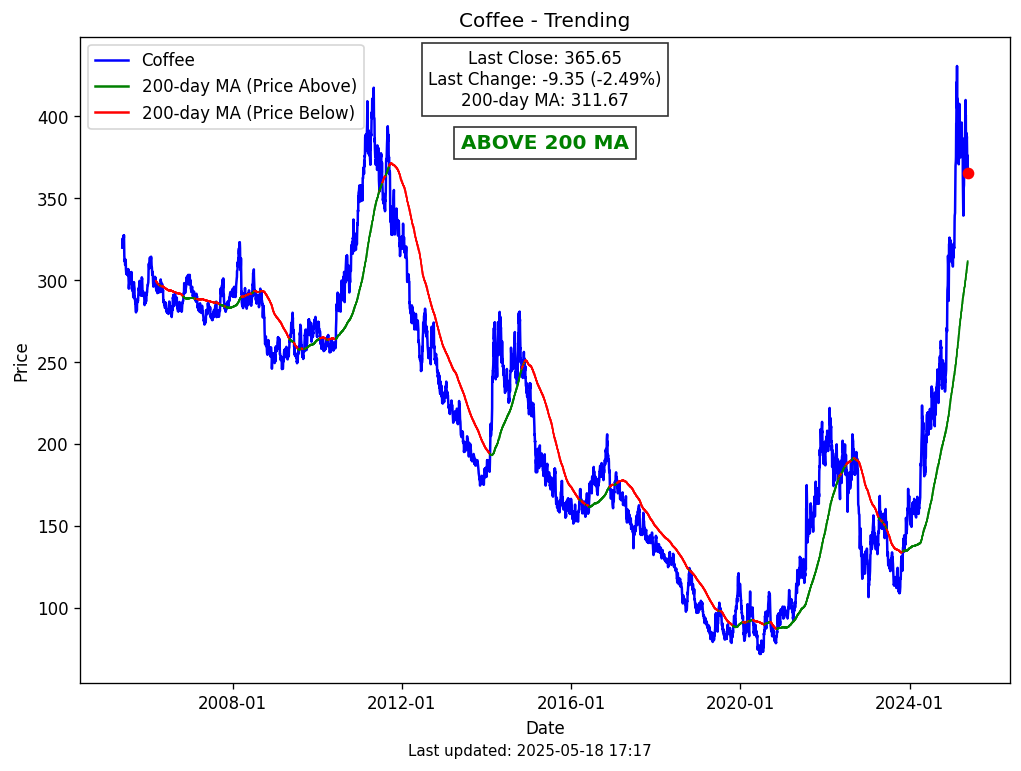 Coffee - Trending
Coffee
200-day MA (Price Above)
200-day MA (Price Below)
Last Close: 365.65
Last Change: -9.35 (-2.49%)
200-day MA: 311.67
ABOVE 200 MA
Price
400
350
300
250
200
150
100
2008-01
2012-01
2016-01
2020-01
2024-01
Date
Last updated: 2025-05-18 17:17